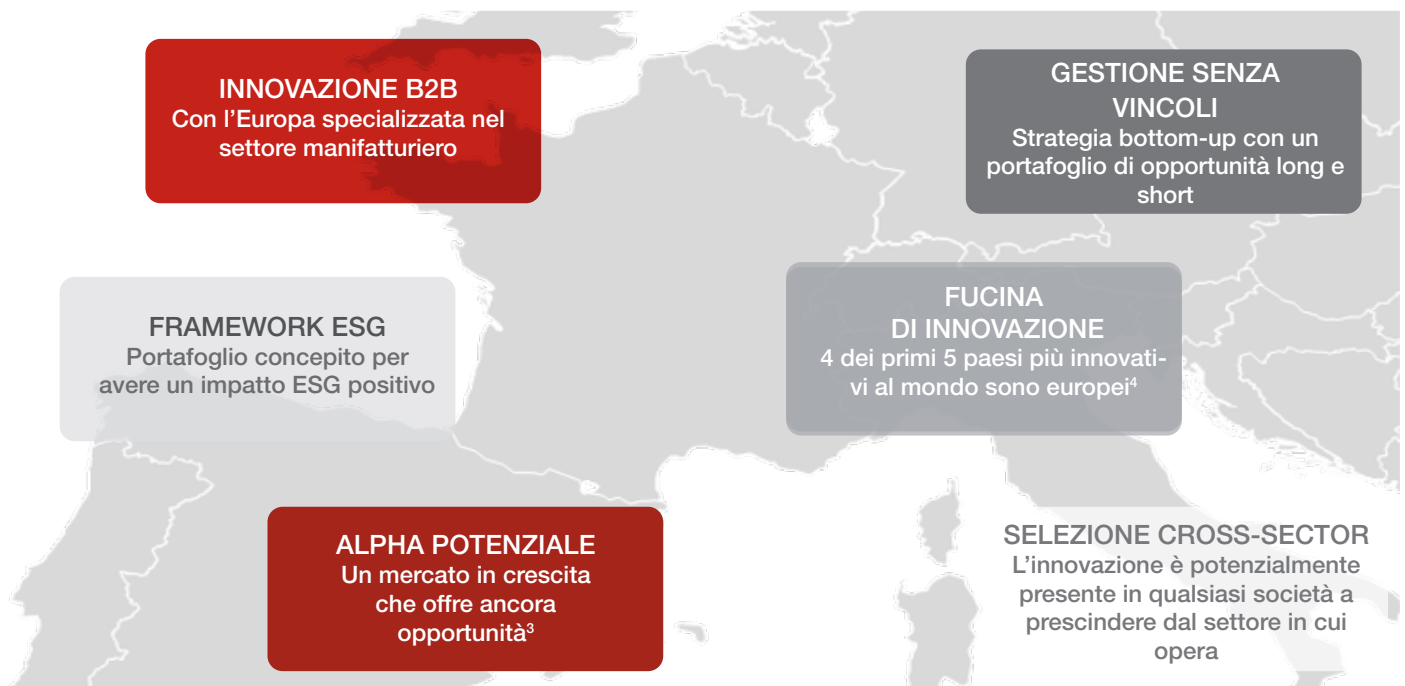 INNOVAZIONE B2B
Con l’Europa specializzata nel
settore manifatturiero
GESTIONE SENZA
VINCOLI
Strategia bottom-up con un
portafoglio di opportunità long e
short
FRAMEWORK ESG
Portafoglio concepito per
avere un impatto ESG positivo
FUCINA
DI INNOVAZIONE
4 dei primi 5 paesi più innovati-
vi al mondo sono europei⁴
ALPHA POTENZIALE
Un mercato in crescita
che offre ancora
opportunità³
SELEZIONE CROSS-SECTOR
L’innovazione è potenzialmente
presente in qualsiasi società a
prescindere dal settore in cui
opera